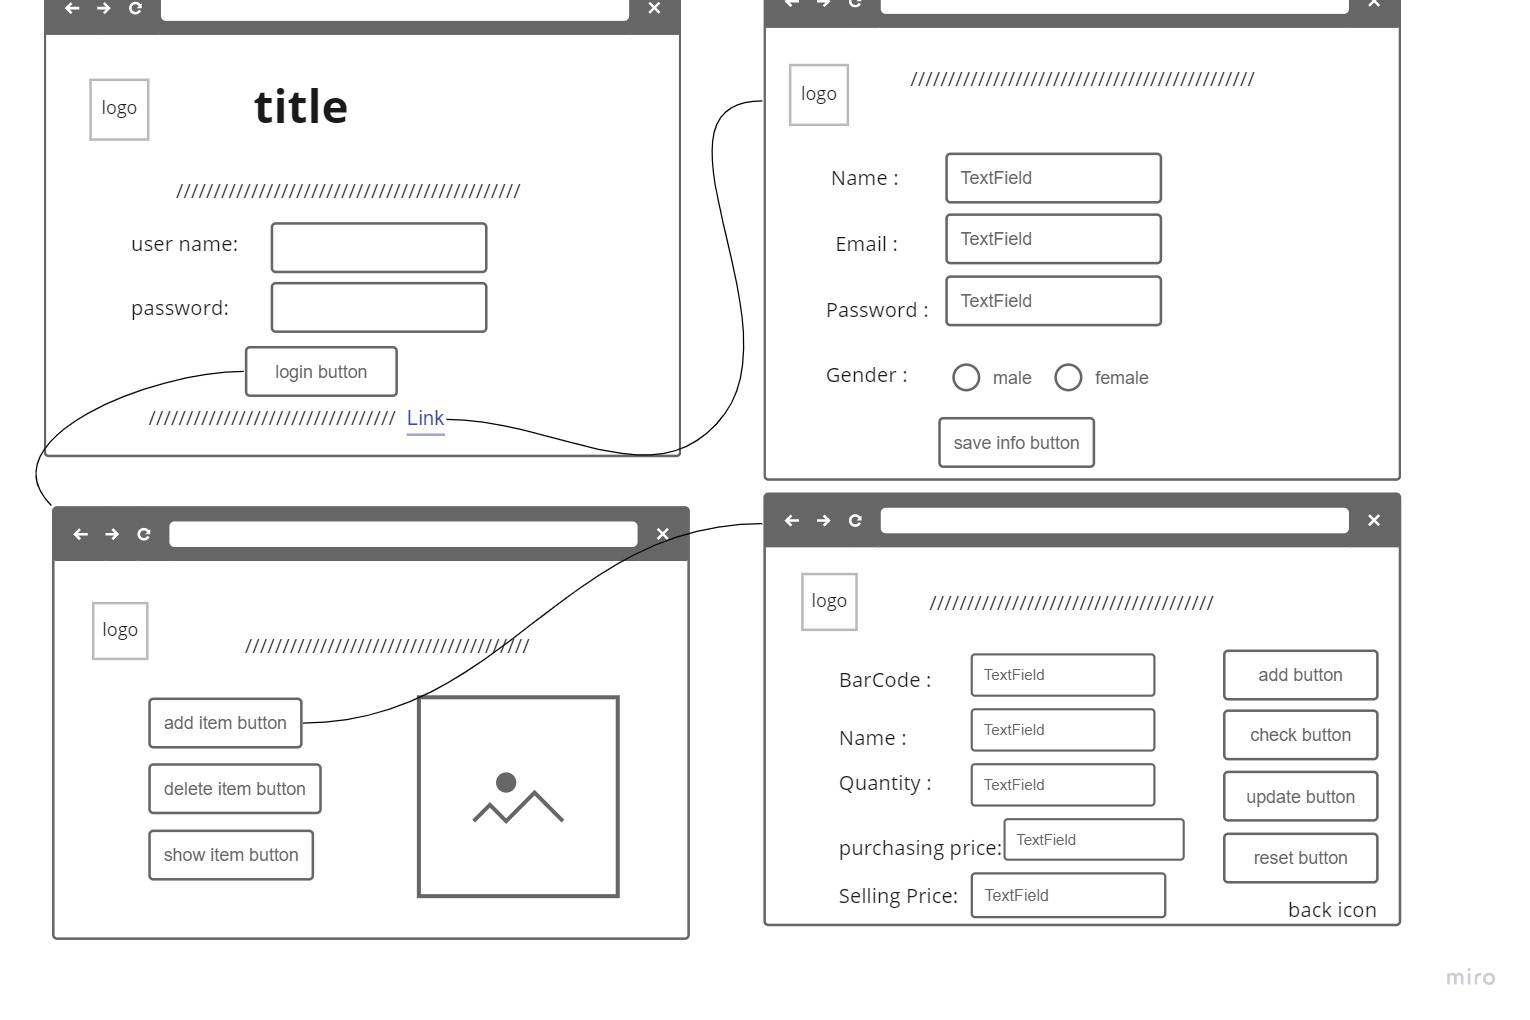 logo
title
//////////////////////////////////////////////
user name:
password:
login button
///////////////////////////////// Link
logo
//////////////////////////////////////////////
Name :
TextField
Email :
TextField
Password :
TextField
Gender :
male
female
save info button
logo
//////////////////////////////////////
add item button
delete item button
show item button
logo
//////////////////////////////////////
BarCode :
TextField
Name :
TextField
Quantity :
TextField
purchasing price:
TextField
Selling Price:
TextField
add button
check button
update button
reset button
back icon
miro